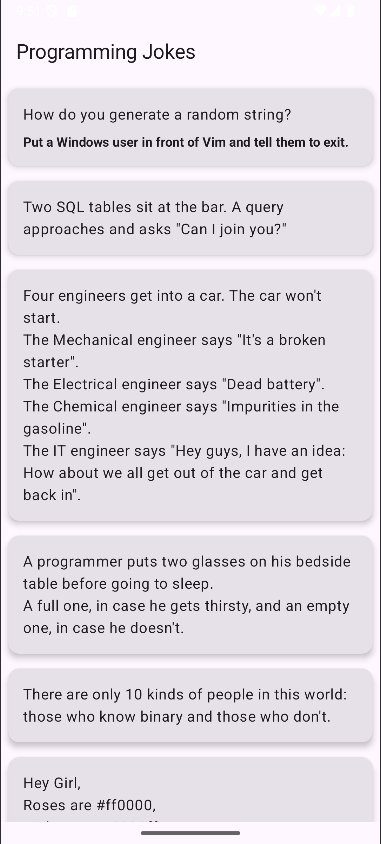 Programming Jokes
How do you generate a random string?
Put a Windows user in front of Vim and tell them to exit.
Two SQL tables sit at the bar. A query
approaches and asks "Can I join you?"
Four engineers get into a car. The car won't
start.
The Mechanical engineer says "It's a broken
starter".
The Electrical engineer says "Dead battery".
The Chemical engineer says "Impurities in the
gasoline".
The IT engineer says "Hey guys, I have an idea:
How about we all get out of the car and get
back in".
A programmer puts two glasses on his bedside
table before going to sleep.
A full one, in case he gets thirsty, and an empty
one, in case he doesn't.
There are only 10 kinds of people in this world:
those who know binary and those who don't.
Hey Girl,
Roses are #ff0000,